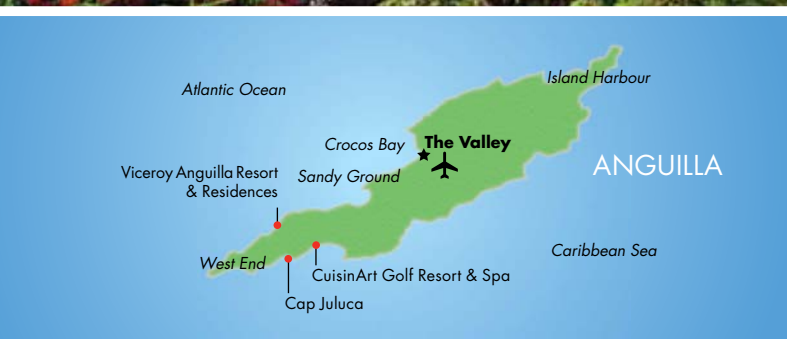 Island Harbour
Atlantic Ocean
The Valley
Crocos Bay
ANGUILLA
Viceroy Anguilla Resort
& Residences
Sandy Ground
Caribbean Sea
West End
CuisinArt Golf Resort & Spa
Cap Juluca